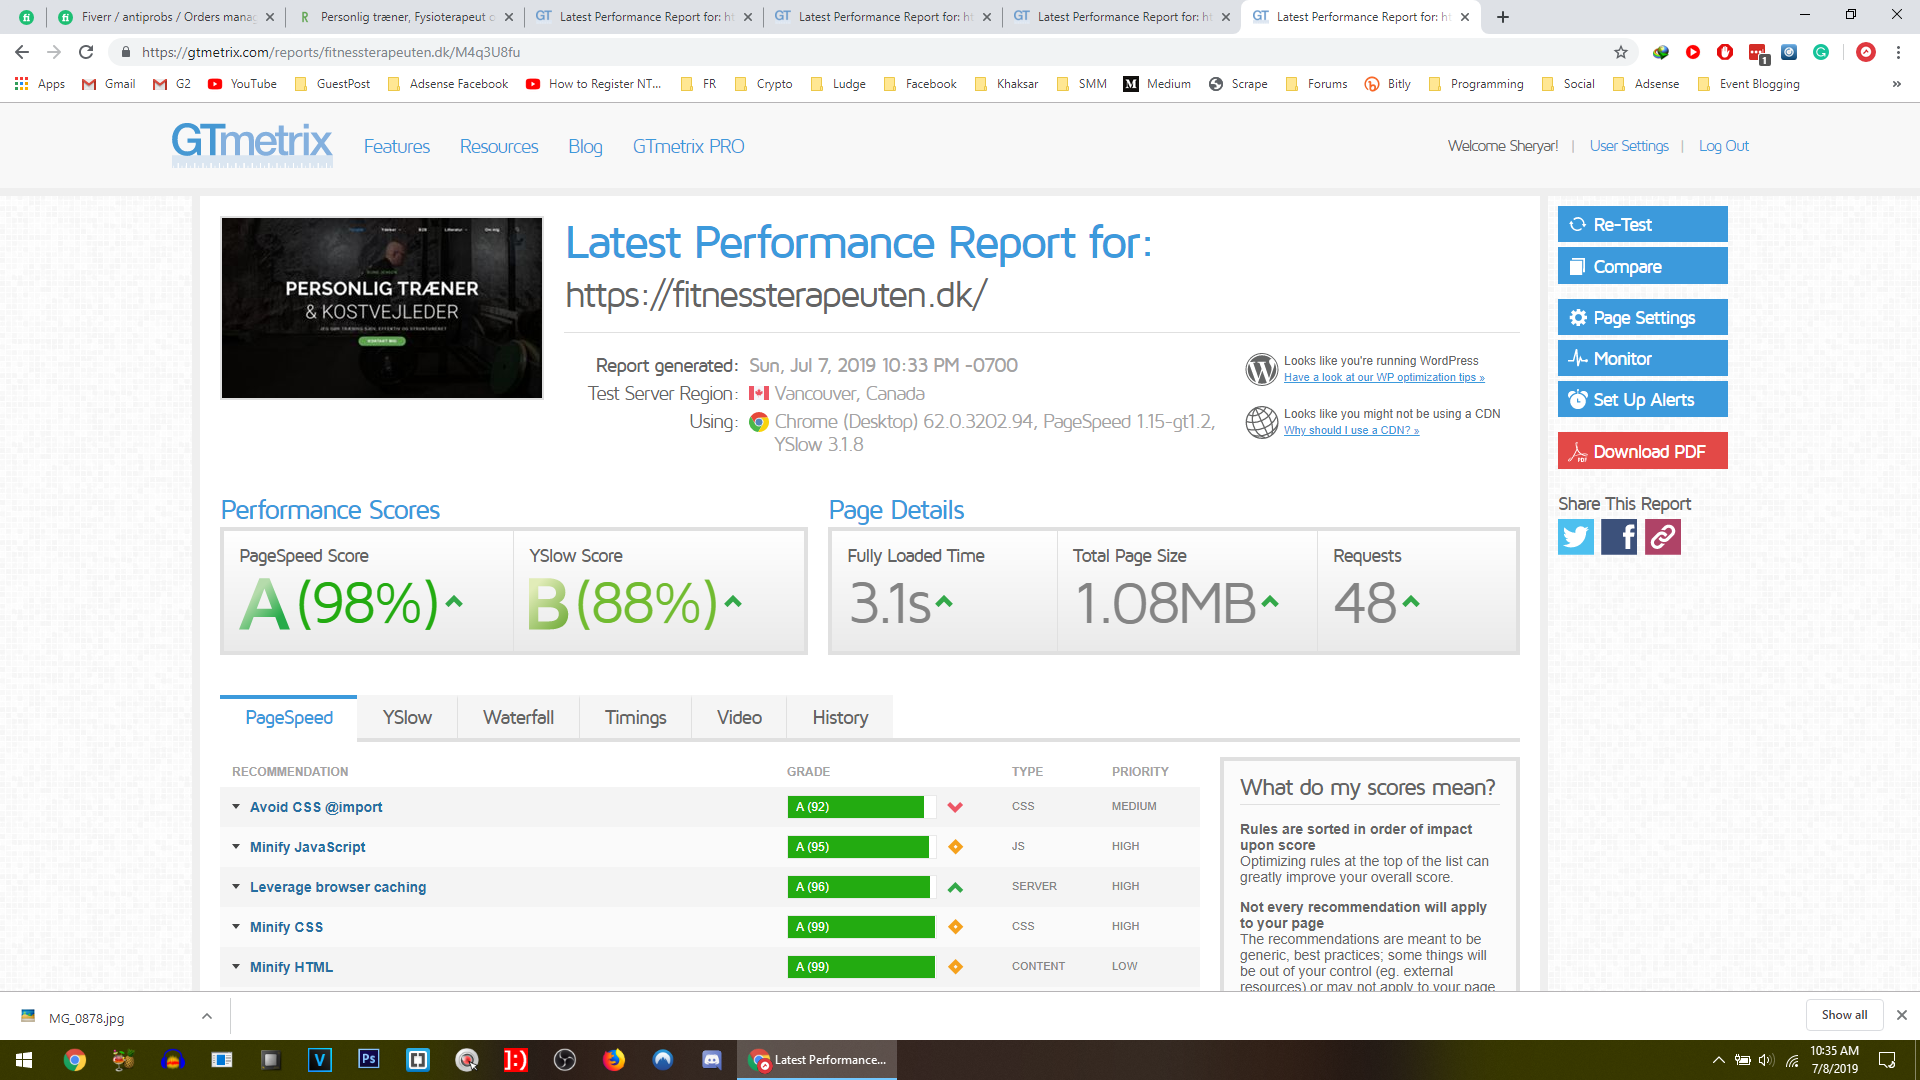 Fiverr / antiprobs / Orders manag
Personlig træner, Fysioterapeut o
Latest Performance Report for: ht
Latest Performance Report for: ht
Latest Performance Report for: ht
Latest Performance Report for: ht
https://gtmetrix.com/reports/fitnessterapeuten.dk/M4q3U8fu
Apps
Gmail
G2
YouTube
GuestPost
Adsense Facebook
How to Register NT...
FR
Crypto
Ludge
Facebook
Khaksar
SMM
Medium
Scrape
Forums
Bitly
Programming
Social
Adsense
Event Blogging
»
GTmetrix
Features
Resources
Blog
GTmetrix PRO
Welcome Sheryar! | User Settings | Log Out
PERSONLIG TRÆNER
& KOSTVEJLEDER
Latest Performance Report for:
https://fitnessterapeuten.dk/
Report generated: Sun, Jul 7, 2019 10:33 PM -0700
Test Server Region: Vancouver, Canada
Using: Chrome (Desktop) 62.0.3202.94, PageSpeed 1.15-gt1.2,
YSlow 3.1.8
Looks like you're running WordPress
Have a look at our WP optimization tips »
Looks like you might not be using a CDN
Why should I use a CDN? »
Re-Test
Compare
Page Settings
Monitor
Set Up Alerts
Download PDF
Share This Report
Performance Scores
PageSpeed Score
A (98%)
YSlow Score
B (88%)
Page Details
Fully Loaded Time
3.1s
Total Page Size
1.08MB
Requests
48
PageSpeed
YSlow
Waterfall
Timings
Video
History
RECOMMENDATION GRADE TYPE PRIORITY
Avoid CSS @import A (92) CSS MEDIUM
Minify JavaScript A (95) JS HIGH
Leverage browser caching A (96) SERVER HIGH
Minify CSS A (99) CSS HIGH
Minify HTML A (99) CONTENT LOW
What do my scores mean?
Rules are sorted in order of impact
upon score
Optimizing rules at the top of the list can
greatly improve your overall score.
Not every recommendation will apply
to your page
The recommendations are meant to be
generic, best practices; some things will
be out of your control (eg. external
resources) or may not apply to your page
MG_0878.jpg
Show all
Latest Performance...
10:35 AM
7/8/2019